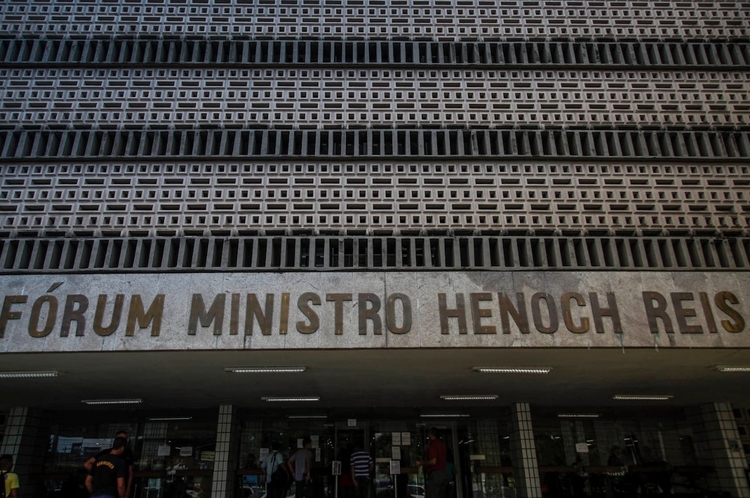 FÓRUM MINISTRO HENOCH REIS